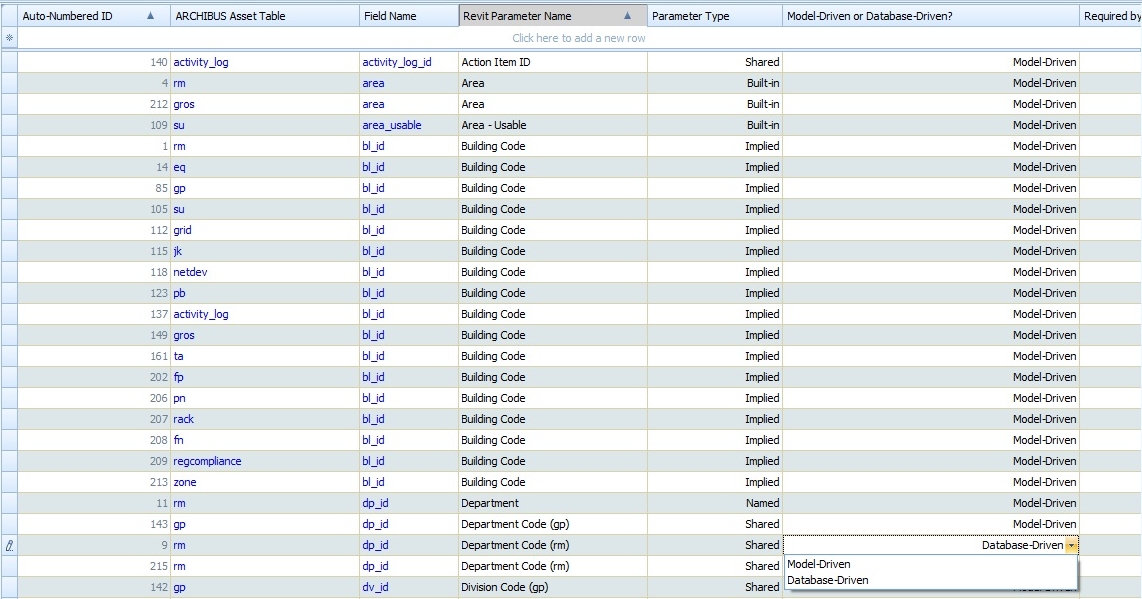 Auto-Numbered ID ARCHIBUS Asset Table Field Name Revit Parameter Name Parameter Type Model-Driven or Database-Driven? Required by
Click here to add a new row
140 activity_log activity_log_id Action Item ID Shared Model-Driven
4 rm area Area Built-in Model-Driven
212 gros area Area Built-in Model-Driven
109 su area_usable Area - Usable Built-in Model-Driven
1 rm bl_id Building Code Implied Model-Driven
14 eq bl_id Building Code Implied Model-Driven
85 gp bl_id Building Code Implied Model-Driven
105 su bl_id Building Code Implied Model-Driven
112 grid bl_id Building Code Implied Model-Driven
115 jk bl_id Building Code Implied Model-Driven
118 netdev bl_id Building Code Implied Model-Driven
123 pb bl_id Building Code Implied Model-Driven
137 activity_log bl_id Building Code Implied Model-Driven
149 gros bl_id Building Code Implied Model-Driven
161 ta bl_id Building Code Implied Model-Driven
202 fp bl_id Building Code Implied Model-Driven
206 pn bl_id Building Code Implied Model-Driven
207 rack bl_id Building Code Implied Model-Driven
208 fn bl_id Building Code Implied Model-Driven
209 regcompliance bl_id Building Code Implied Model-Driven
213 zone bl_id Building Code Implied Model-Driven
11 rm dp_id Department Named Model-Driven
143 gp dp_id Department Code (gp) Shared Model-Driven
9 rm dp_id Department Code (rm) Shared Database-Driven
215 rm dp_id Department Code (rm) Shared Model-Driven
142 gp dv_id Division Code (gp) Shared Database-Driven